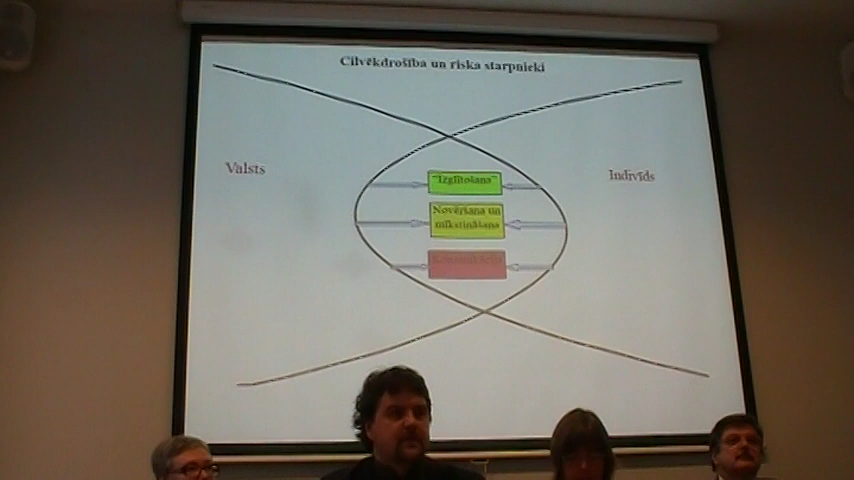 Cilvēkdrošība un riska starpnieki
Valsts
Indivīds
"Izglītošana"
Novēršana un
mīkstināšana